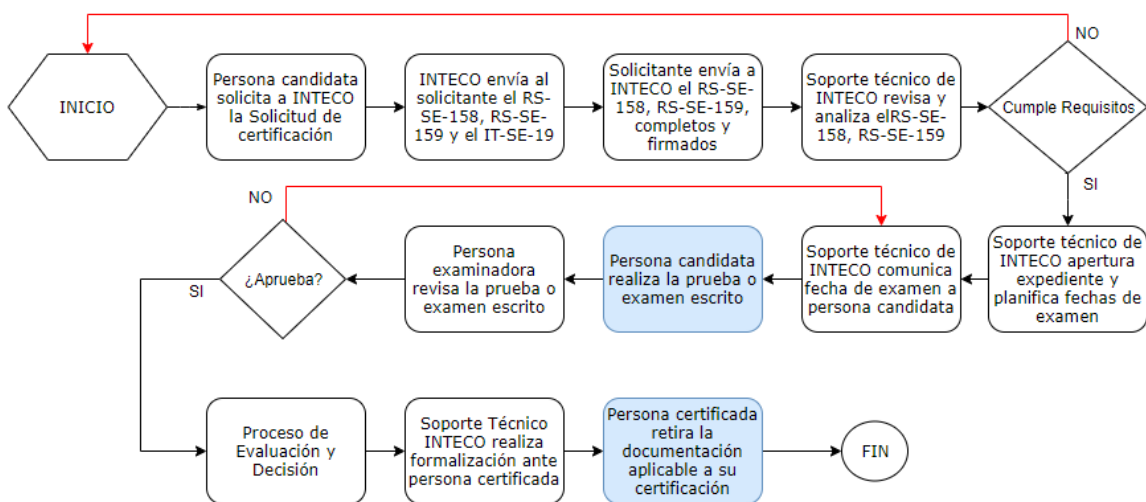 NO
INICIO
Persona candidata
solicita a INTECO
la Solicitud de
certificación
INTECO envía al
solicitante el RS-
SE-158, RS-SE-
159 y el IT-SE-19
Solicitante envía a
INTECO el RS-SE-
158, RS-SE-159,
completos y
firmados
Soporte técnico de
INTECO revisa y
analiza elRS-SE-
158, RS-SE-159
Cumple Requisitos
SI
NO
Soporte técnico de
INTECO apertura
expediente y
planifica fechas de
examen
Soporte técnico de
INTECO comunica
fecha de examen a
persona candidata
Persona candidata
realiza la prueba o
examen escrito
Persona
examinadora
revisa la prueba o
examen escrito
¿Aprueba?
SI
Proceso de
Evaluación y
Decisión
Soporte Técnico
INTECO realiza
formalización ante
persona certificada
Persona certificada
retira la
documentación
aplicable a su
certificación
FIN